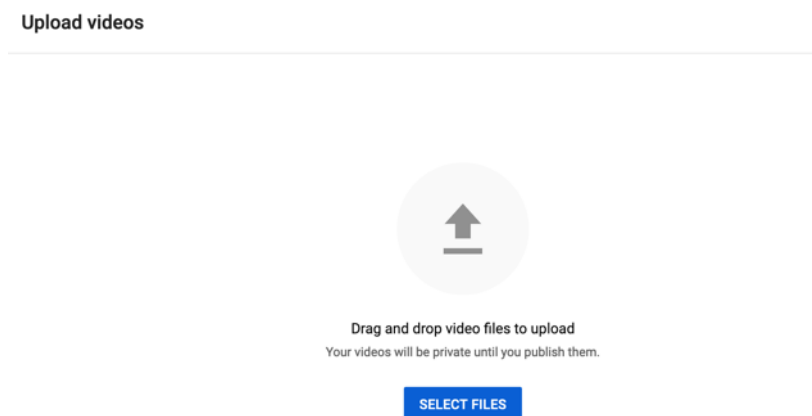 Upload videos
Drag and drop video files to upload
Your videos will be private until you publish them.
SELECT FILES